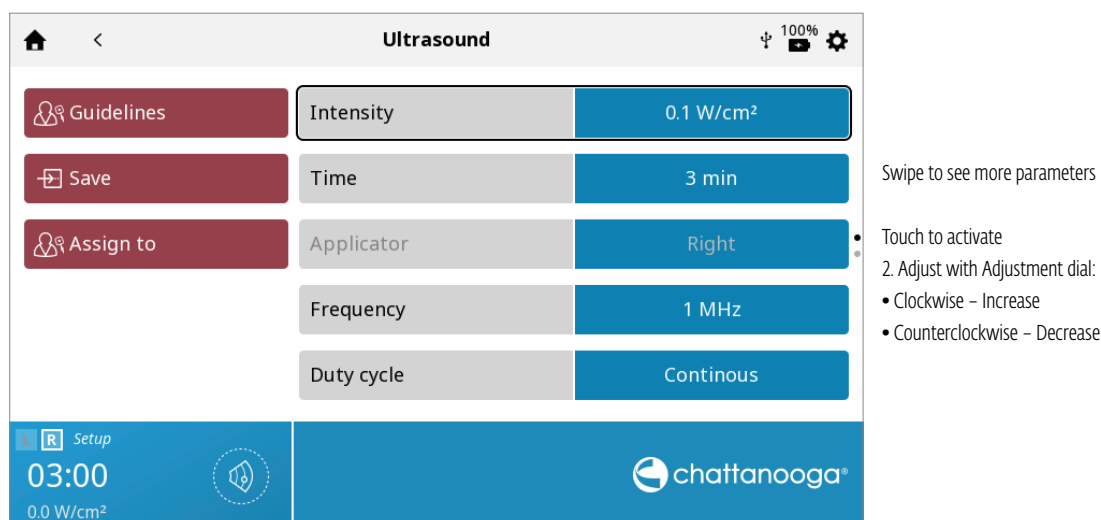 Ultrasound
100%
Guidelines
Intensity
0.1 W/cm²
Save
Time
3 min
Swipe to see more parameters
Assign to
Applicator
Right
Touch to activate
2. Adjust with Adjustment dial:
• Clockwise – Increase
• Counterclockwise – Decrease
Frequency
1 MHz
Duty cycle
Continous
L R Setup
03:00
0.0 W/cm²
chattanooga®